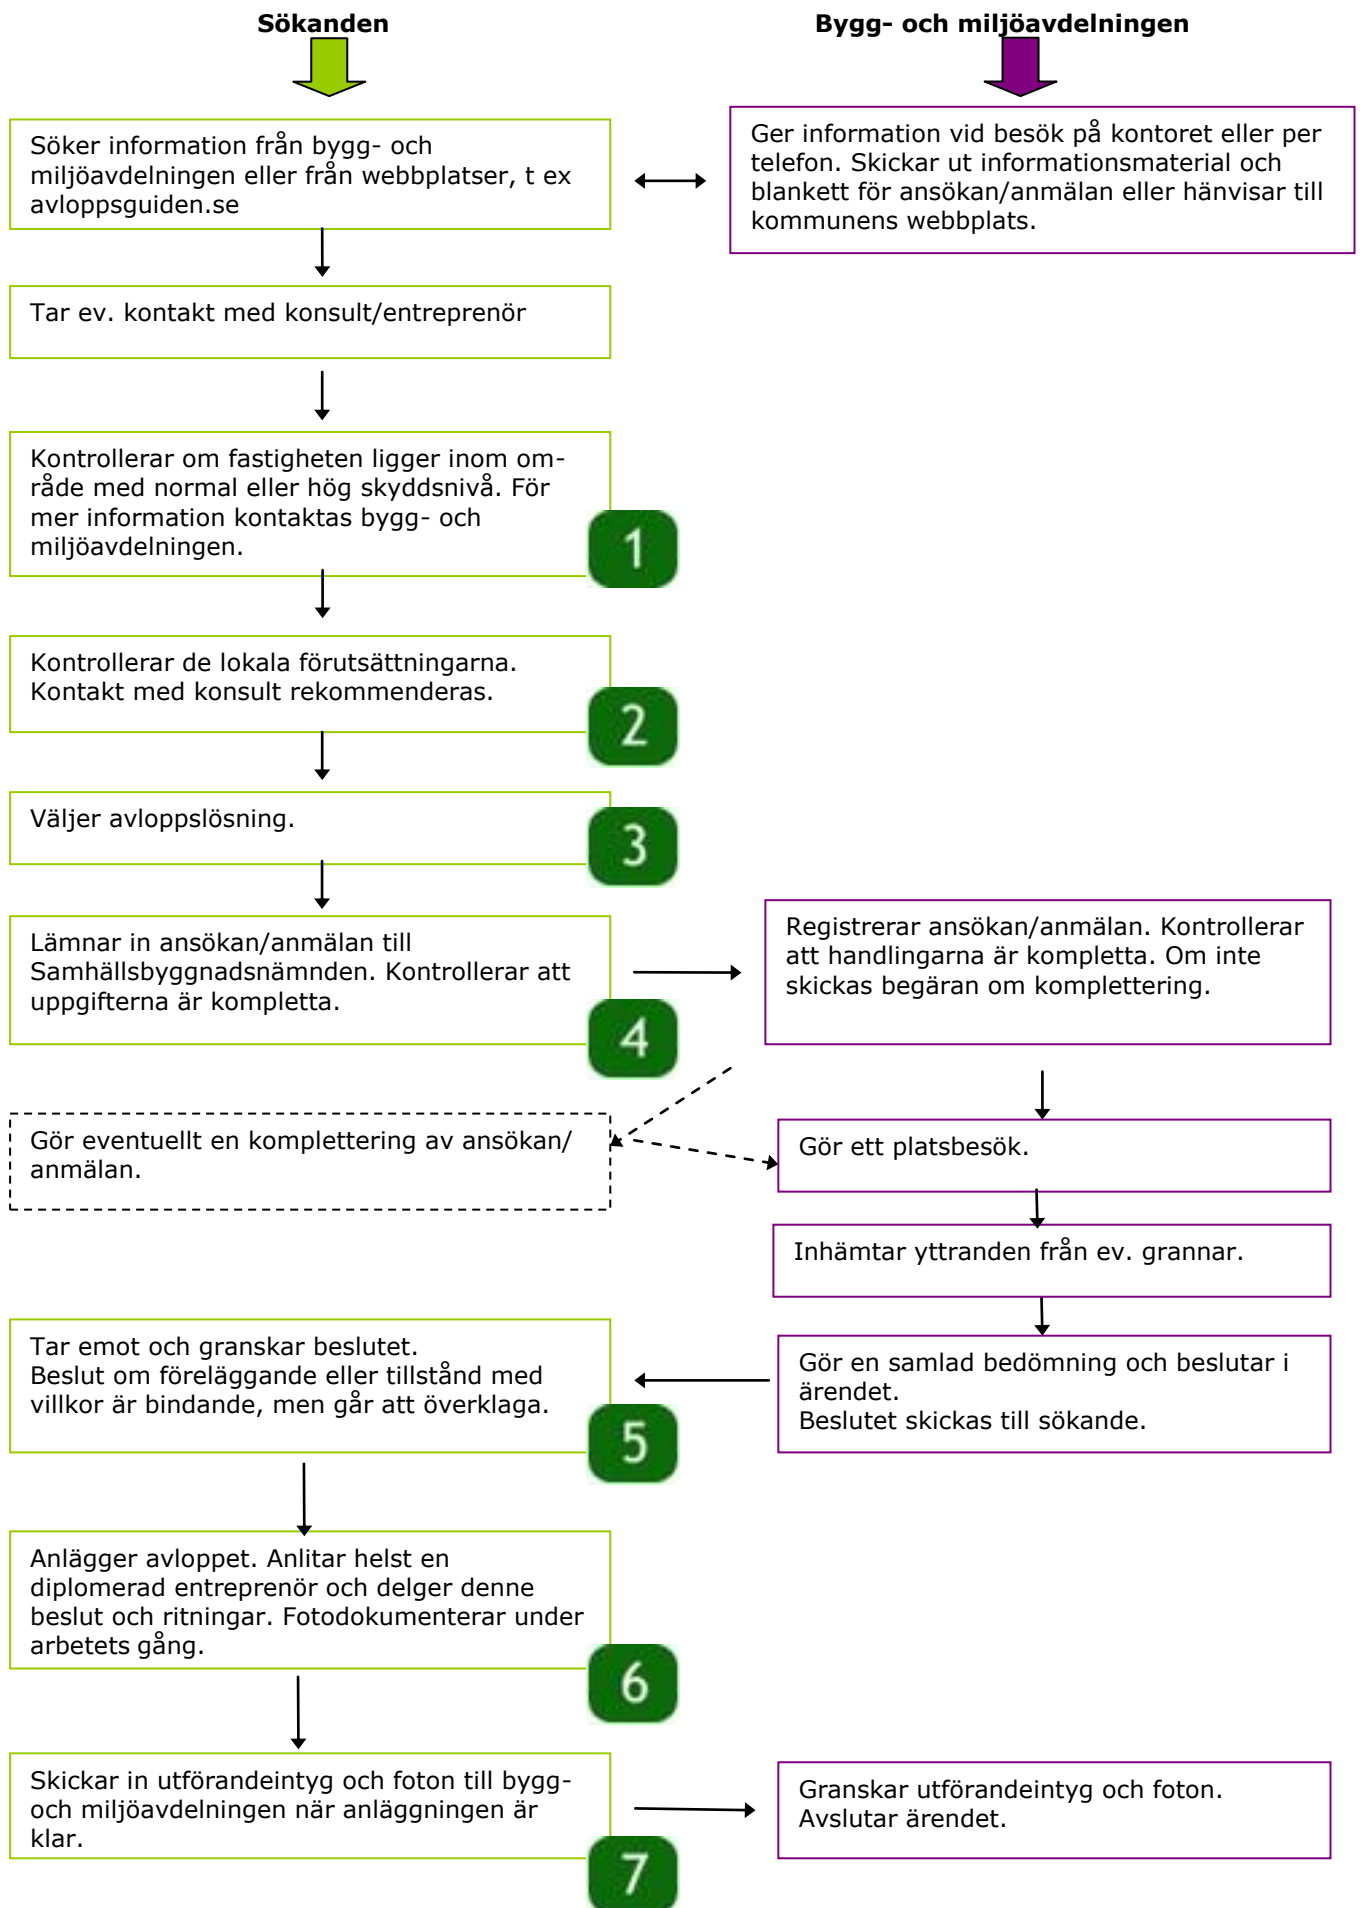 Sökanden
Bygg- och miljöavdelningen
Söker information från bygg- och
miljöavdelningen eller från webbplatser, t ex
avloppsguiden.se
Ger information vid besök på kontoret eller per
telefon. Skickar ut informationsmaterial och
blankett för ansökan/anmälan eller hänvisar till
kommunens webbplats.
Tar ev. kontakt med konsult/entreprenör
Kontrollerar om fastigheten ligger inom om-
råde med normal eller hög skyddsnivå. För
mer information kontaktas bygg- och
miljöavdelningen.
1
Kontrollerar de lokala förutsättningarna.
Kontakt med konsult rekommenderas.
2
Väljer avloppslösning.
3
Lämnar in ansökan/anmälan till
Samhällsbyggnadsnämnden. Kontrollerar att
uppgifterna är kompletta.
4
Registrerar ansökan/anmälan. Kontrollerar
att handlingarna är kompletta. Om inte
skickas begäran om komplettering.
Gör eventuellt en komplettering av ansökan/
anmälan.
Gör ett platsbesök.
Inhämtar yttranden från ev. grannar.
Tar emot och granskar beslutet.
Beslut om föreläggande eller tillstånd med
villkor är bindande, men går att överklaga.
5
Gör en samlad bedömning och beslutar i
ärendet.
Beslutet skickas till sökande.
Anlägger avloppet. Anlitar helst en
diplomerad entreprenör och delger denne
beslut och ritningar. Fotodokumenterar under
arbetets gång.
6
Skickar in utförandeintyg och foton till bygg-
och miljöavdelningen när anläggningen är
klar.
7
Granskar utförandeintyg och foton.
Avslutar ärendet.